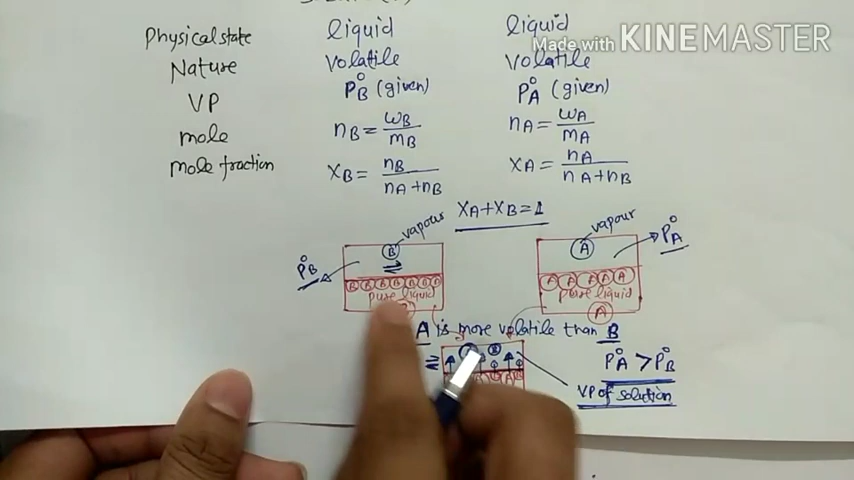 Physical state liquid liquid
Made with KINEMASTER
Nature Volatile volatile
VP P°B (given) P°A (given)
mole nB = ωB/mB nA = ωA/mA
mole fraction xB = nB/nA+nB xA = nA/nA+nB
xA+xB=1
B vapour A vapour P°A
P°B ⇌
B B B B B B B A A A A A
pure liquid pure liquid
A
A is more volatile than B
B
P°A > P°B
⇌
VP of solution